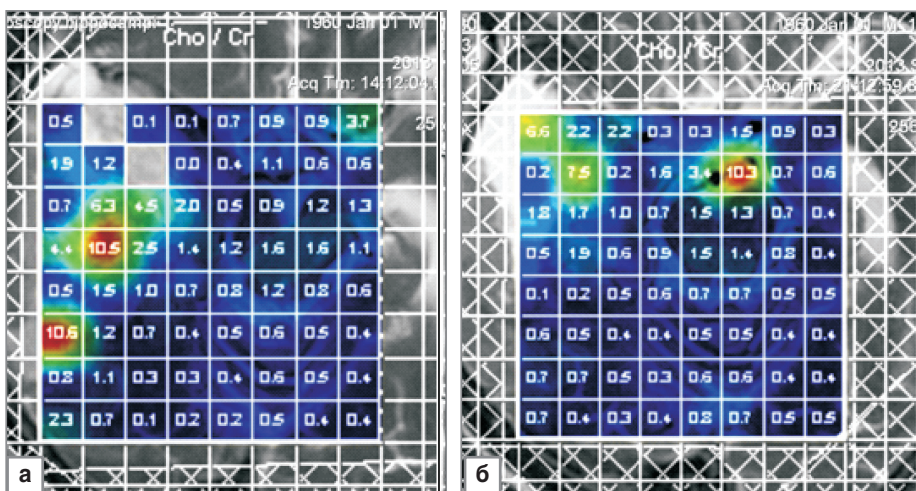 oscopy hippocampi
1960 Jan 01 M
Cho / Cr
2013
Acq Tm: 14:12:04
25
0.5 0.1 0.1 0.7 0.9 0.9 3.7
1.9 1.2 0.0 0.4 1.1 0.6 0.6
0.7 6.3 4.5 2.0 0.5 0.9 1.2 1.3
4.4 10.5 2.5 1.4 1.2 1.6 1.6 1.1
0.5 1.5 1.0 0.7 0.8 1.2 0.8 0.6
10.6 1.2 0.7 0.4 0.5 0.6 0.5 0.4
0.8 1.1 0.3 0.3 0.4 0.6 0.5 0.4
2.3 0.7 0.1 0.2 0.2 0.5 0.4 0.4
а
1960 Jan 01 M
Cho / Cr
2013
Acq Tm: 21:12:59
6.6 2.2 2.2 0.3 0.3 1.5 0.9 0.3
0.2 7.5 0.2 1.6 3.4 10.3 0.7 0.6
1.8 1.7 1.0 0.7 1.5 1.3 0.7 0.4
0.5 1.9 0.6 0.9 1.5 1.4 0.8 0.4
0.1 0.2 0.5 0.6 0.7 0.7 0.5 0.5
0.6 0.5 0.4 0.4 0.5 0.5 0.4 0.4
0.7 0.7 0.5 0.3 0.6 0.6 0.4 0.4
0.7 0.4 0.3 0.4 0.8 0.7 0.5 0.5
б